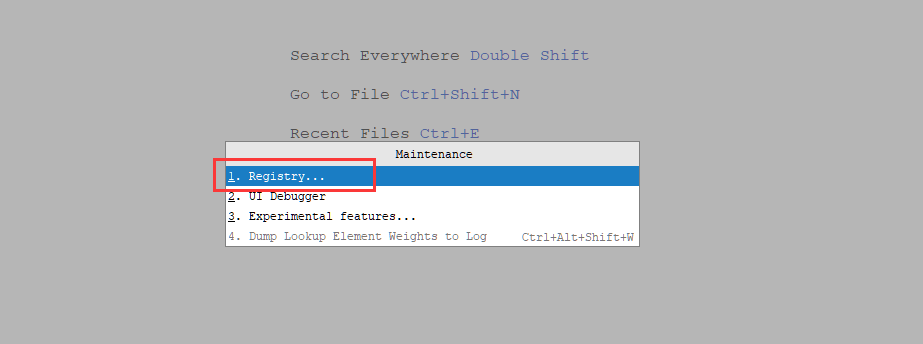 Search Everywhere Double Shift
Go to File Ctrl+Shift+N
Recent Files Ctrl+E
Maintenance
1. Registry...
2. UI Debugger
3. Experimental features...
4. Dump Lookup Element Weights to Log Ctrl+Alt+Shift+W